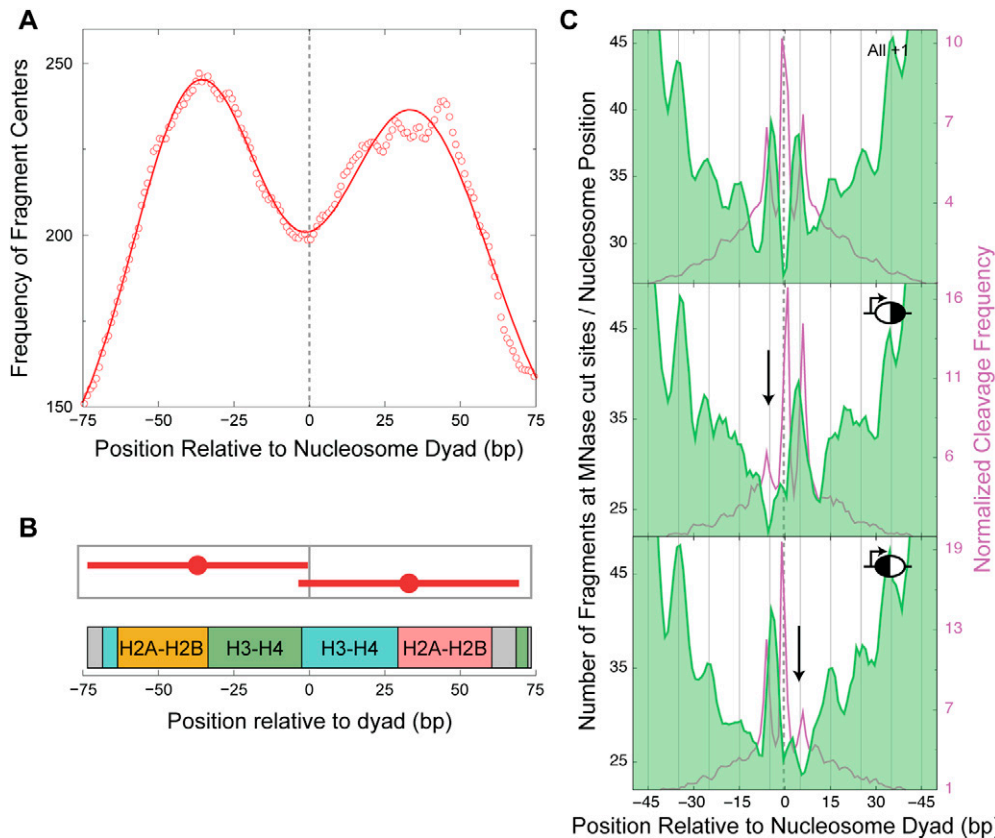 A
Frequency of Fragment Centers
250
200
150
−75 −50 −25 0 25 50 75
Position Relative to Nucleosome Dyad (bp)
B
H2A-H2B H3-H4 H3-H4 H2A-H2B
−75 −50 −25 0 25 50 75
Position relative to dyad (bp)
C
Number of Fragments at MNase cut sites / Nucleosome Position
Normalized Cleavage Frequency
All +1
45
40
35
30
10
7
4
45
35
25
16
11
6
45
35
25
19
13
7
1
-45 -30 -15 0 15 30 45
Position Relative to Nucleosome Dyad (bp)